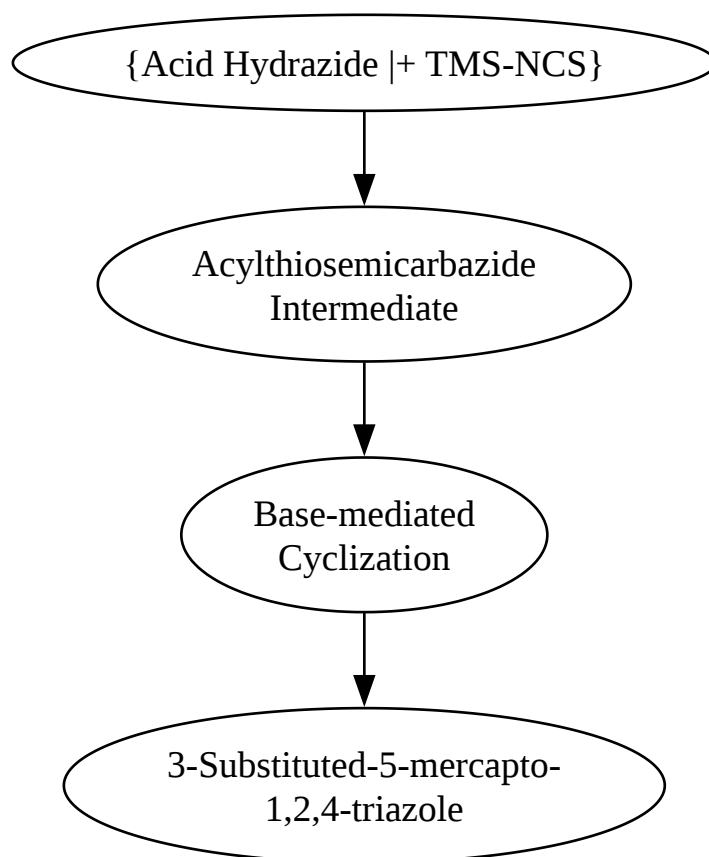 {Acid Hydrazide |+ TMS-NCS}
Acylthiosemicarbazide
Intermediate
Base-mediated
Cyclization
3-Substituted-5-mercapto-
1,2,4-triazole